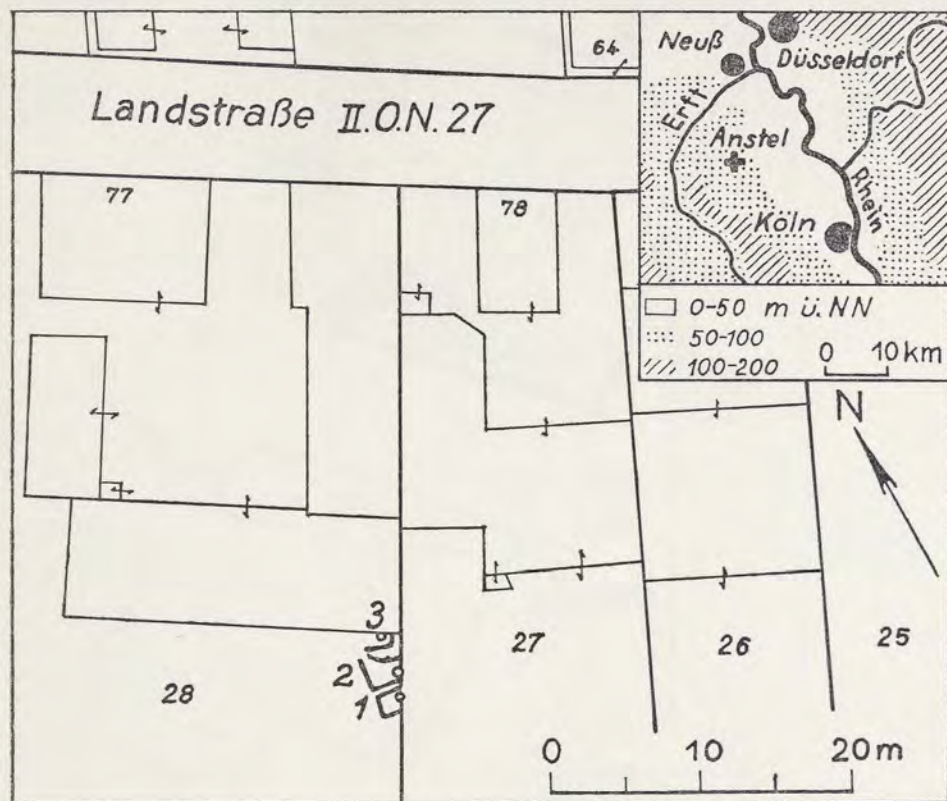 64
Landstraße II.O.N. 27
77
78
28
27
26
25
3
2
1
0 10 20 m
Neuß
Düsseldorf
Erft
Anstel
Rhein
Köln
0-50 m ü. NN
50-100
100-200
0 10 km
N